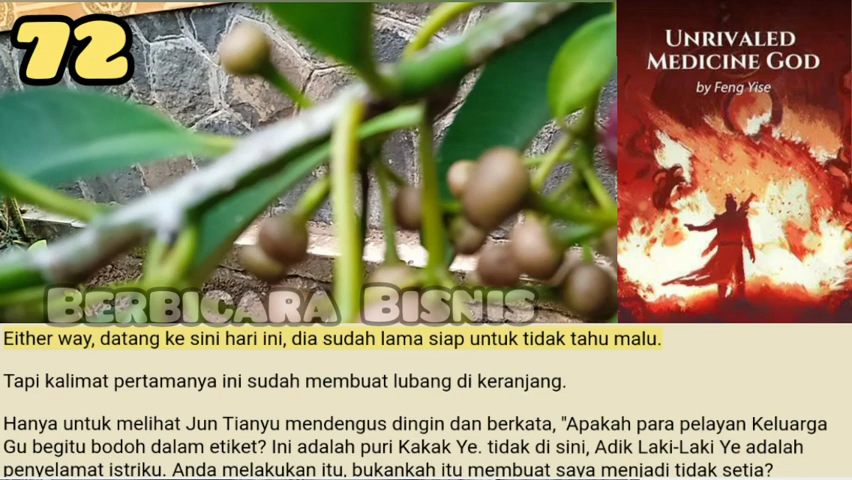 72
UNRIVALED
MEDICINE GOD
by Feng Yise
BERBICARA BISNIS
Either way, datang ke sini hari ini, dia sudah lama siap untuk tidak tahu malu.
Tapi kalimat pertamanya ini sudah membuat lubang di keranjang.
Hanya untuk melihat Jun Tianyu mendengus dingin dan berkata, "Apakah para pelayan Keluarga
Gu begitu bodoh dalam etiket? Ini adalah puri Kakak Ye. tidak di sini, Adik Laki-Laki Ye adalah
penyelamat istriku. Anda melakukan itu, bukankah itu membuat saya menjadi tidak setia?